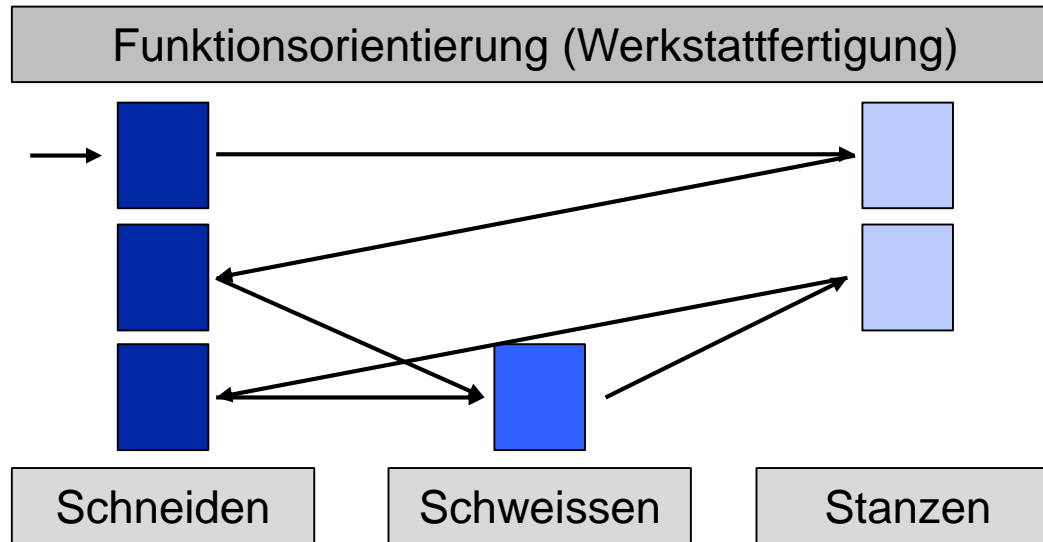 Funktionsorientierung (Werkstattfertigung)
Schneiden
Schweissen
Stanzen